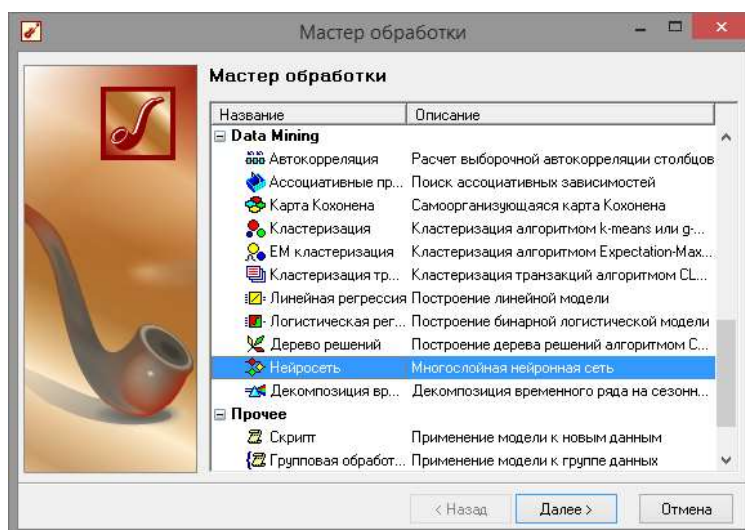 Мастер обработки
Мастер обработки
Название Описание
Data Mining
Автокорреляция Расчет выборочной автокорреляции столбцов
Ассоциативные пр... Поиск ассоциативных зависимостей
Карта Кохонена Самоорганизующаяся карта Кохонена
Кластеризация Кластеризация алгоритмом k-means или g-...
EM кластеризация Кластеризация алгоритмом Expectation-Max...
Кластеризация тр... Кластеризация транзакций алгоритмом CL...
Линейная регрессия Построение линейной модели
Логистическая рег... Построение бинарной логистической модели
Дерево решений Построение дерева решений алгоритмом C...
Нейросеть Многослойная нейронная сеть
Декомпозиция вр... Декомпозиция временного ряда на сезонн...
Прочее
Скрипт Применение модели к новым данным
Групповая обработ... Применение модели к группе данных
< Назад Далее > Отмена